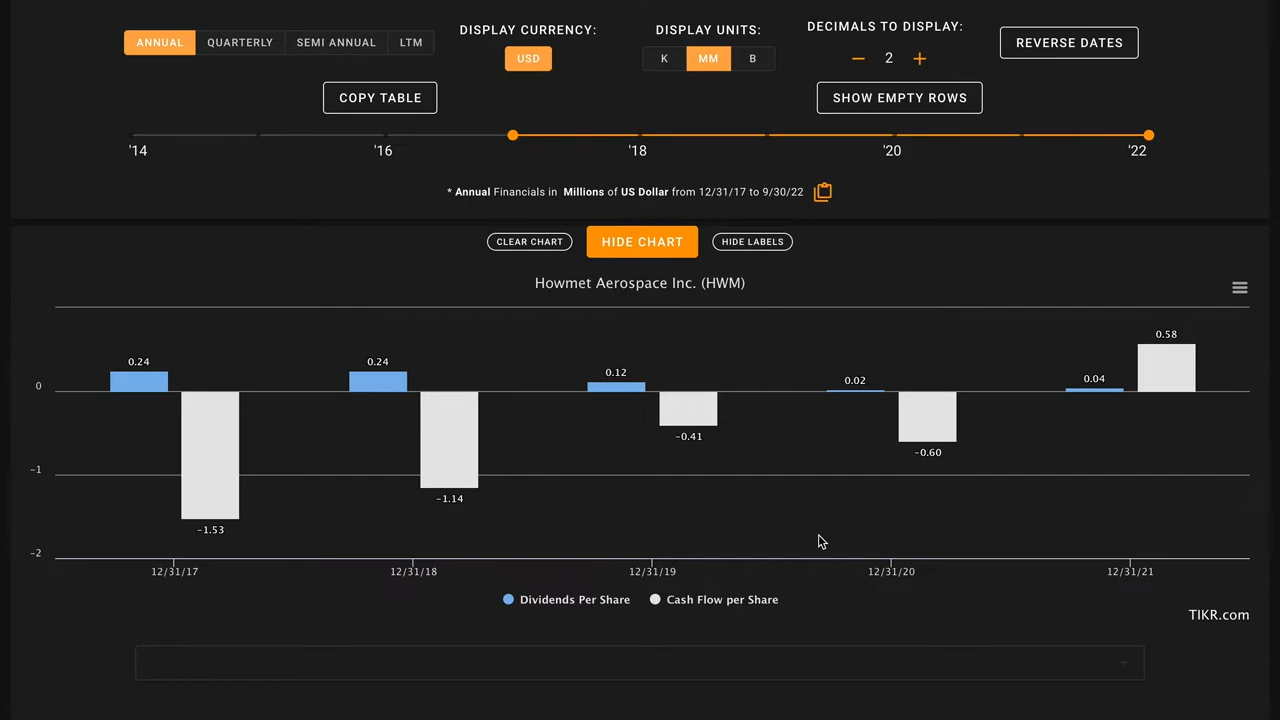 ANNUAL QUARTERLY SEMI ANNUAL LTM
DISPLAY CURRENCY:
USD
DISPLAY UNITS:
K MM B
DECIMALS TO DISPLAY:
− 2 +
REVERSE DATES
COPY TABLE
SHOW EMPTY ROWS
'14 '16 '18 '20 '22
* Annual Financials in Millions of US Dollar from 12/31/17 to 9/30/22
CLEAR CHART HIDE CHART HIDE LABELS
Howmet Aerospace Inc. (HWM)
0.58
0.24 0.24 0.12 0.02 0.04
0
-0.41
-0.60
-1
-1.14
-1.53
-2
12/31/17 12/31/18 12/31/19 12/31/20 12/31/21
Dividends Per Share Cash Flow per Share
TIKR.com